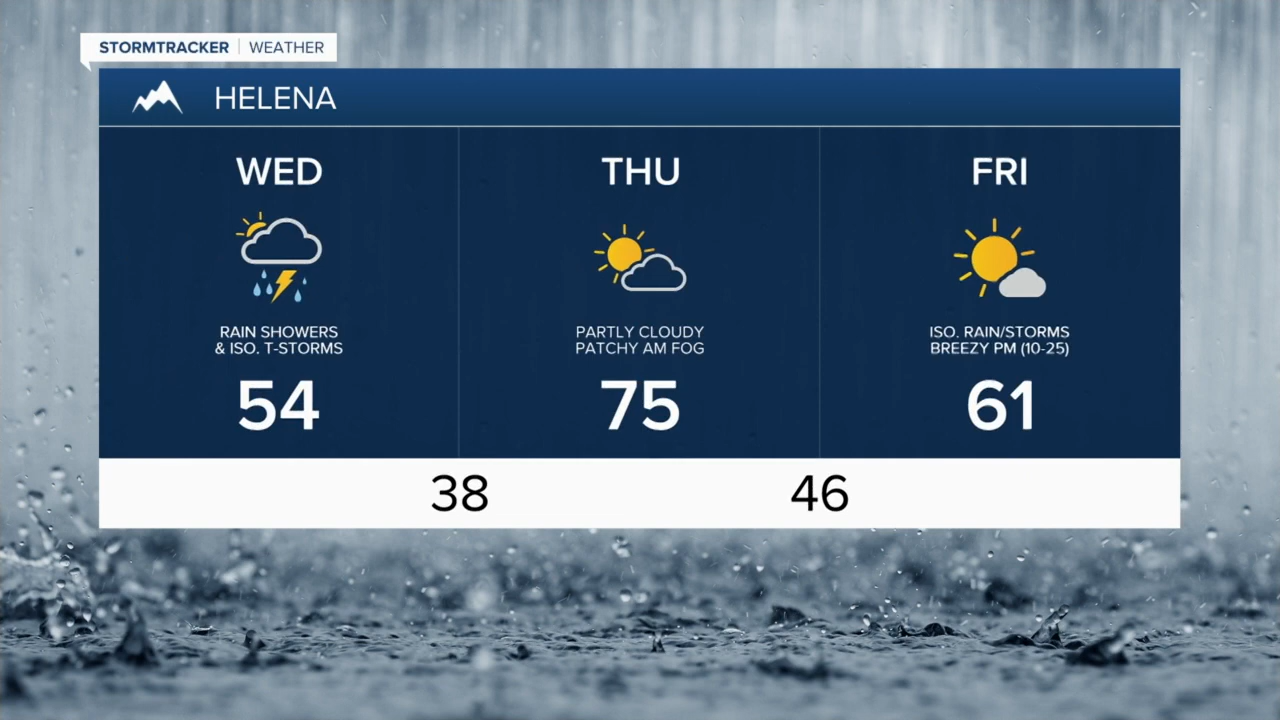 STORMTRACKER | WEATHER
HELENA
WED
RAIN SHOWERS
& ISO. T-STORMS
54
THU
PARTLY CLOUDY
PATCHY AM FOG
75
FRI
ISO. RAIN/STORMS
BREEZY PM (10-25)
61
38
46